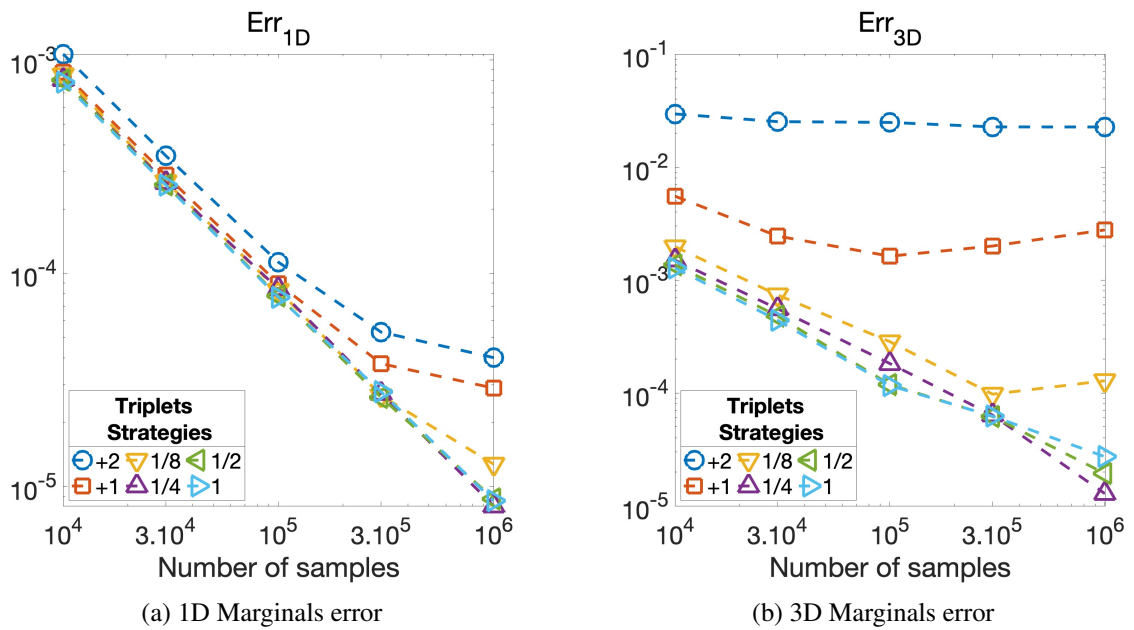 Err1D
10^-3
10^-4
10^-5
Triplets
Strategies
+2 1/8 1/2
+1 1/4 1
10^4 3.10^4 10^5 3.10^5 10^6
Number of samples
(a) 1D Marginals error
Err3D
10^-1
10^-2
10^-3
10^-4
10^-5
Triplets
Strategies
+2 1/8 1/2
+1 1/4 1
10^4 3.10^4 10^5 3.10^5 10^6
Number of samples
(b) 3D Marginals error